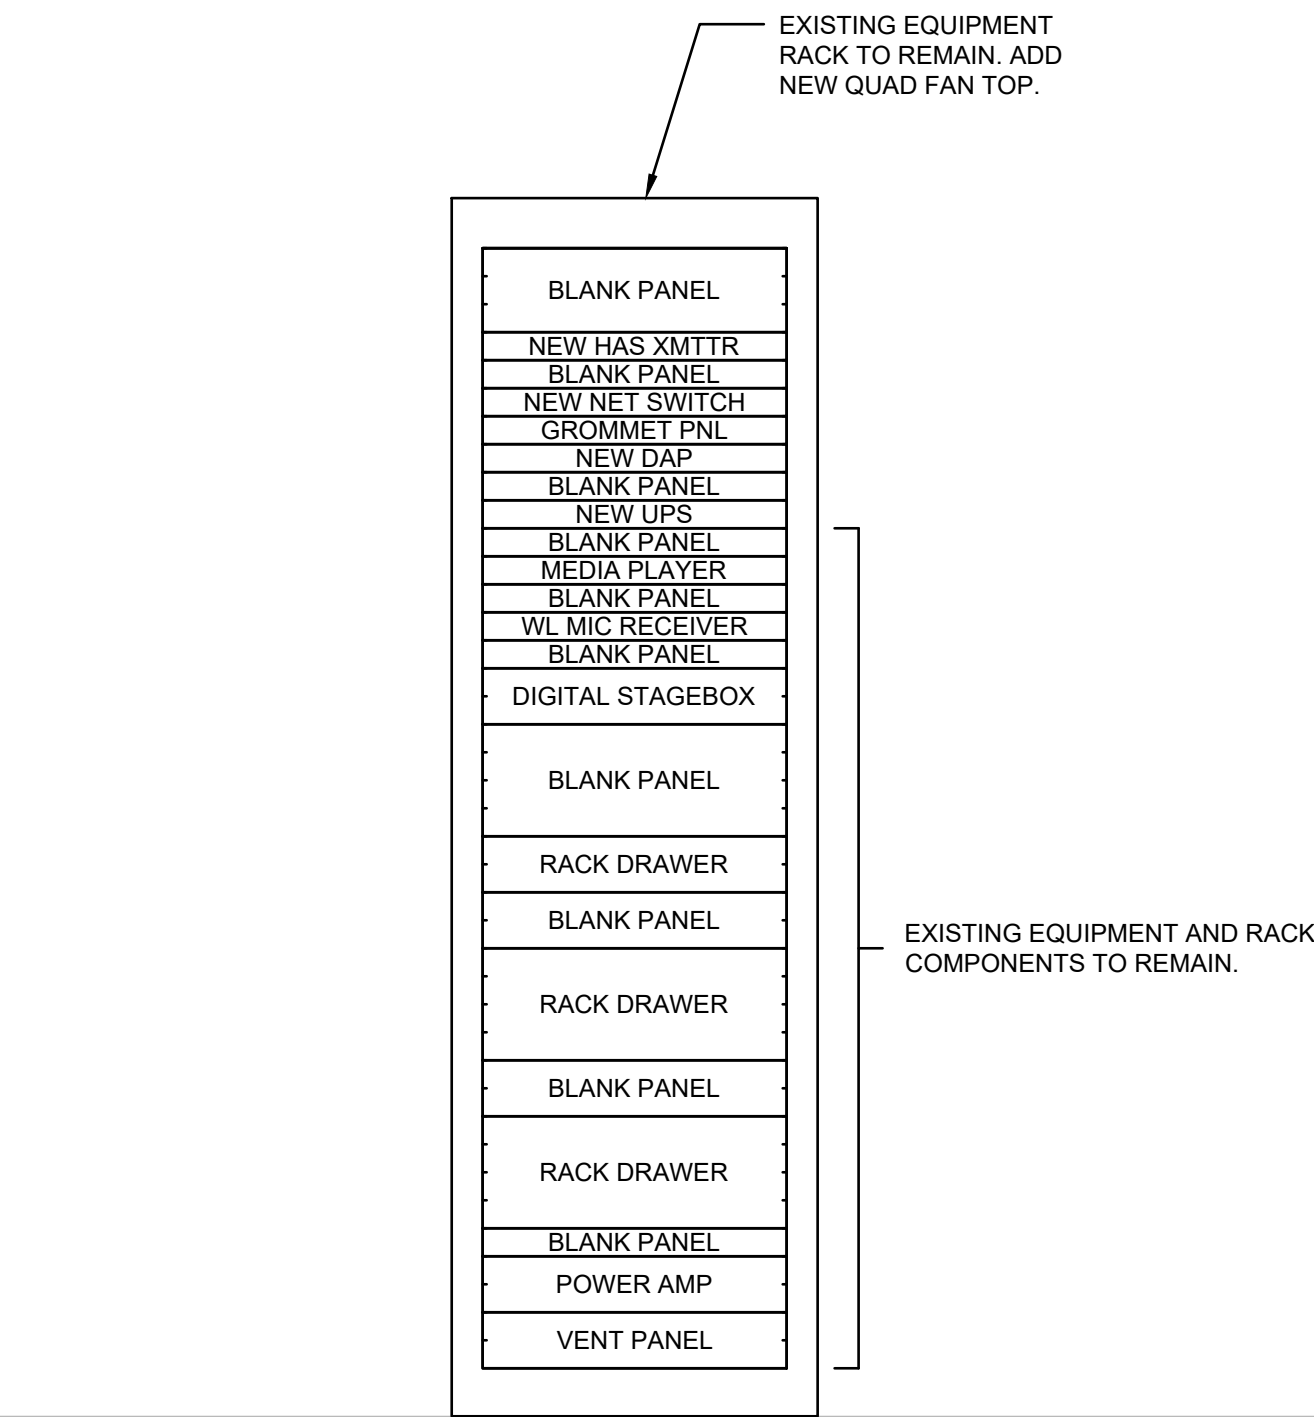 EXISTING EQUIPMENT
RACK TO REMAIN. ADD
NEW QUAD FAN TOP.
BLANK PANEL
NEW HAS XMTTR
BLANK PANEL
NEW NET SWITCH
GROMMET PNL
NEW DAP
BLANK PANEL
NEW UPS
BLANK PANEL
MEDIA PLAYER
BLANK PANEL
WL MIC RECEIVER
BLANK PANEL
DIGITAL STAGEBOX
BLANK PANEL
RACK DRAWER
BLANK PANEL
EXISTING EQUIPMENT AND RACK
COMPONENTS TO REMAIN.
RACK DRAWER
BLANK PANEL
RACK DRAWER
BLANK PANEL
POWER AMP
VENT PANEL